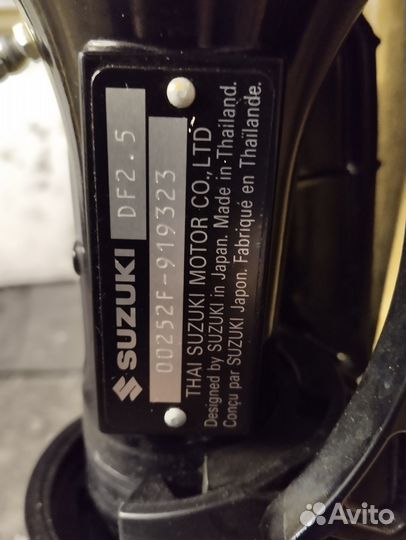 SUZUKI DF2.5
00252F-919323
THAI SUZUKI MOTOR CO.,LTD
Designed by SUZUKI in Japan. Made in Thailand.
Conçu par SUZUKI Japon. Fabriqué en Thaïlande.
Avito